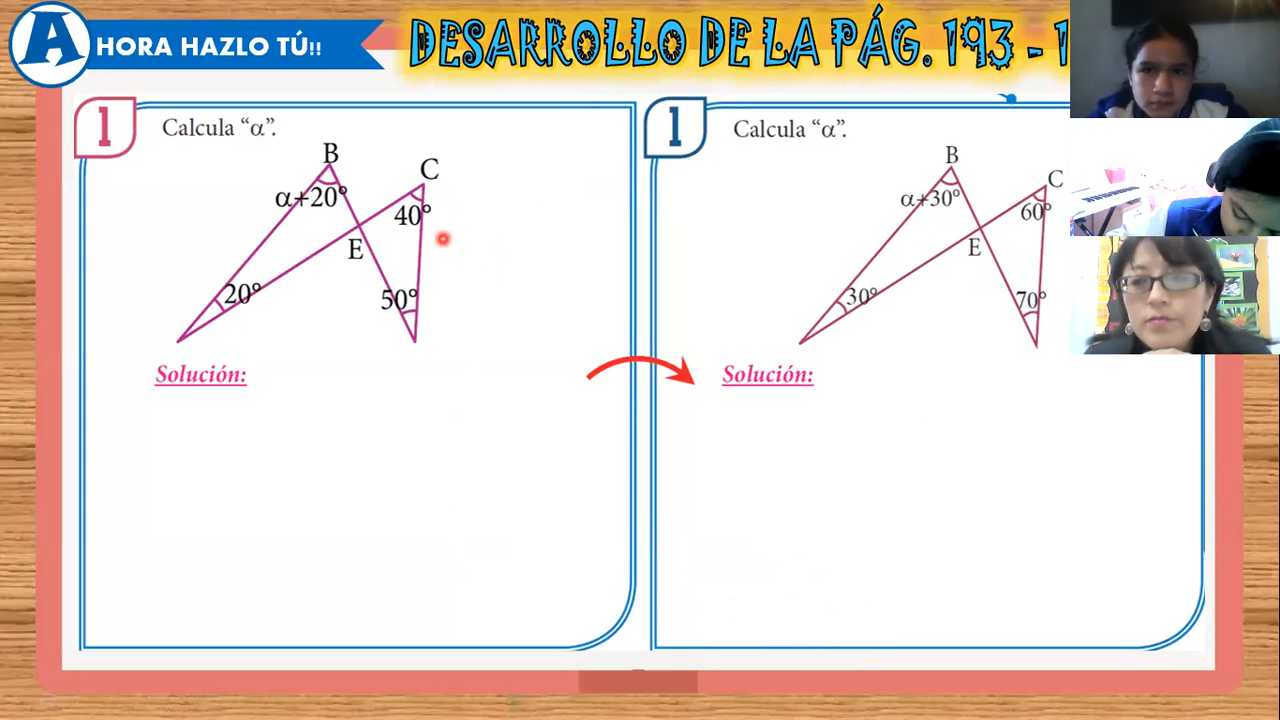 A HORA HAZLO TÚ!!
DESARROLLO DE LA PÁG. 193 - 1
1
Calcula “α”.
B
C
α+20°
40°
E
20°
50°
Solución:
1
Calcula “α”.
B
C
α+30°
60°
E
30°
70°
Solución: